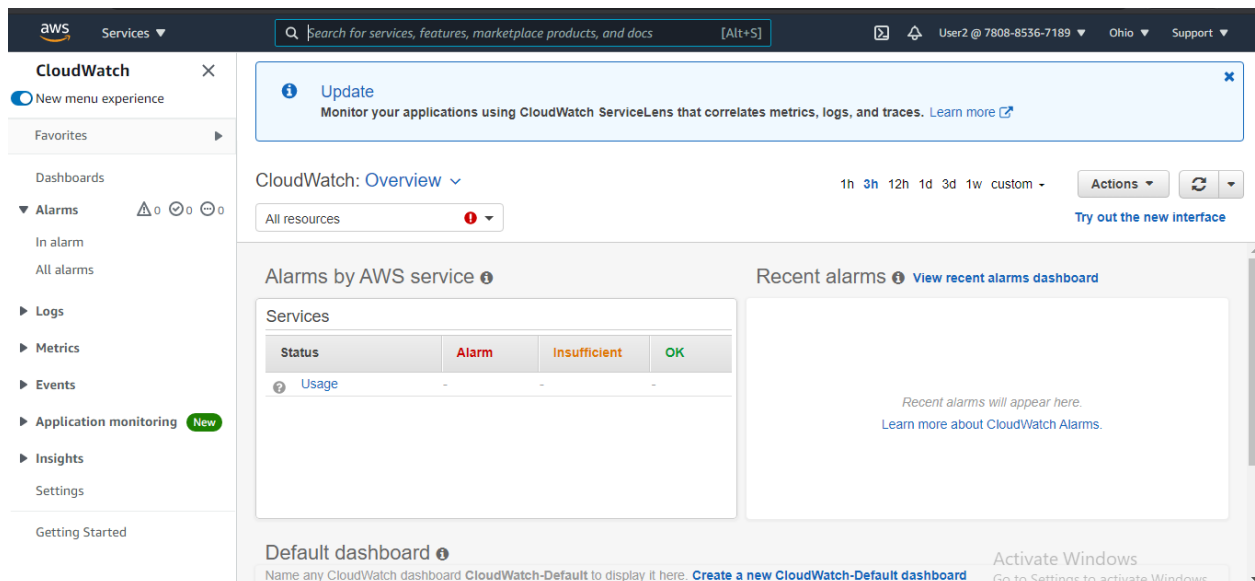 aws
Services ▼
Search for services, features, marketplace products, and docs [Alt+S]
User2 @ 7808-8536-7189 ▼
Ohio ▼
Support ▼
CloudWatch
New menu experience
Favorites
Dashboards
Alarms 0 0 0
In alarm
All alarms
Logs
Metrics
Events
Application monitoring New
Insights
Settings
Getting Started
Update
Monitor your applications using CloudWatch ServiceLens that correlates metrics, logs, and traces. Learn more
CloudWatch: Overview
1h 3h 12h 1d 3d 1w custom
Actions
All resources
Try out the new interface
Alarms by AWS service
Services
Status Alarm Insufficient OK
Usage - - -
Recent alarms View recent alarms dashboard
Recent alarms will appear here.
Learn more about CloudWatch Alarms.
Default dashboard
Name any CloudWatch dashboard CloudWatch-Default to display it here. Create a new CloudWatch-Default dashboard
Activate Windows
Go to Settings to activate Windows.